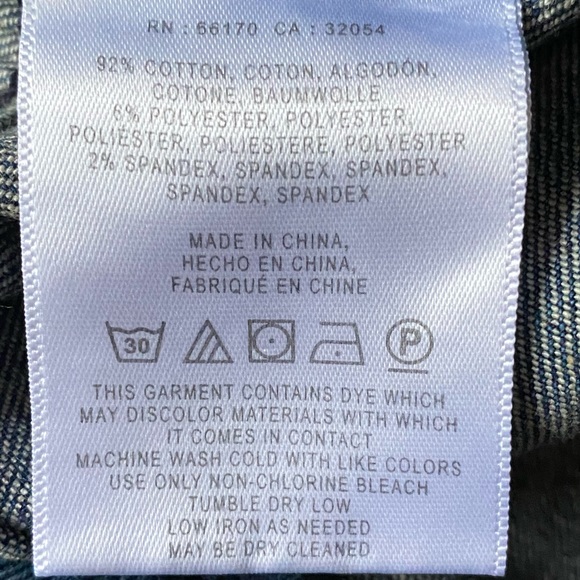 RN : 66170 CA : 32054
92% COTTON, COTON, ALGODON,
COTONE, BAUMWOLLE
6% POLYESTER, POLYESTER,
POLIÉSTER, POLIESTERE, POLYESTER
2% SPANDEX, SPANDEX, SPANDEX,
SPANDEX, SPANDEX
MADE IN CHINA,
HECHO EN CHINA,
FABRIQUÉ EN CHINE
30 P
THIS GARMENT CONTAINS DYE WHICH
MAY DISCOLOR MATERIALS WITH WHICH
IT COMES IN CONTACT
MACHINE WASH COLD WITH LIKE COLORS
USE ONLY NON-CHLORINE BLEACH
TUMBLE DRY LOW
LOW IRON AS NEEDED
MAY BE DRY CLEANED